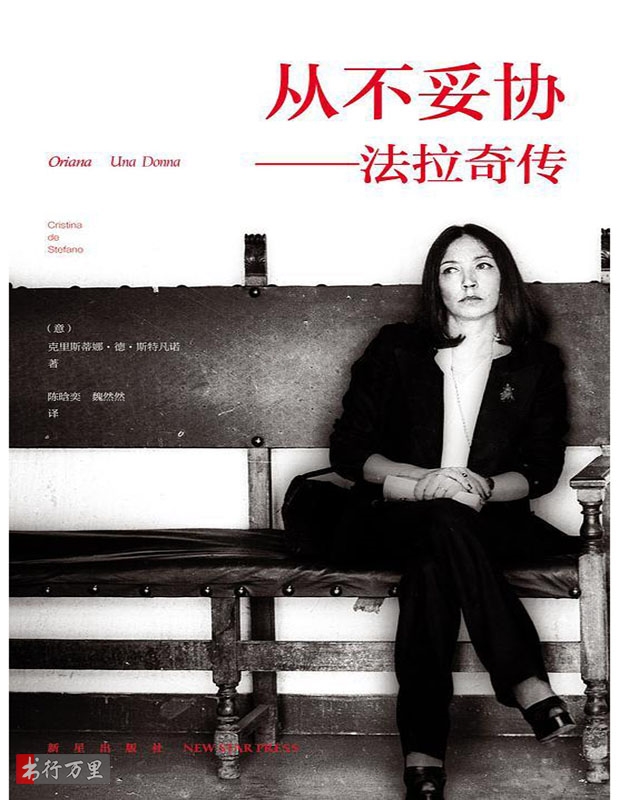 从不妥协
——法拉奇传
Oriana Una Donna
Cristina
de
Stefano
（意）
克里斯蒂娜·德·斯特凡诺
著
陈晗奕 魏然然
译
新星出版社 NEW STAR PRESS
书行万里